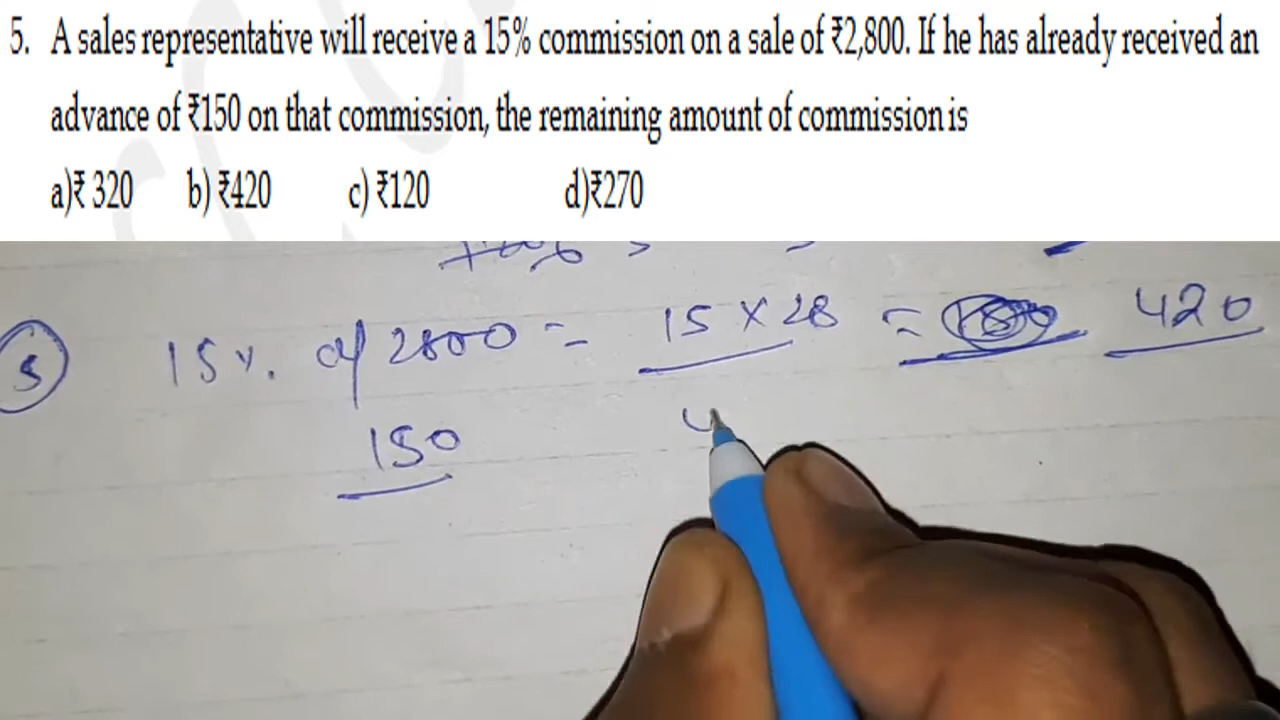 5. A sales representative will receive a 15% commission on a sale of ₹2,800. If he has already received an
advance of ₹150 on that commission, the remaining amount of commission is
a)₹ 320 b) ₹420 c) ₹120 d)₹270
5 15%. of 2800 = 15 × 28 = 420
150 4